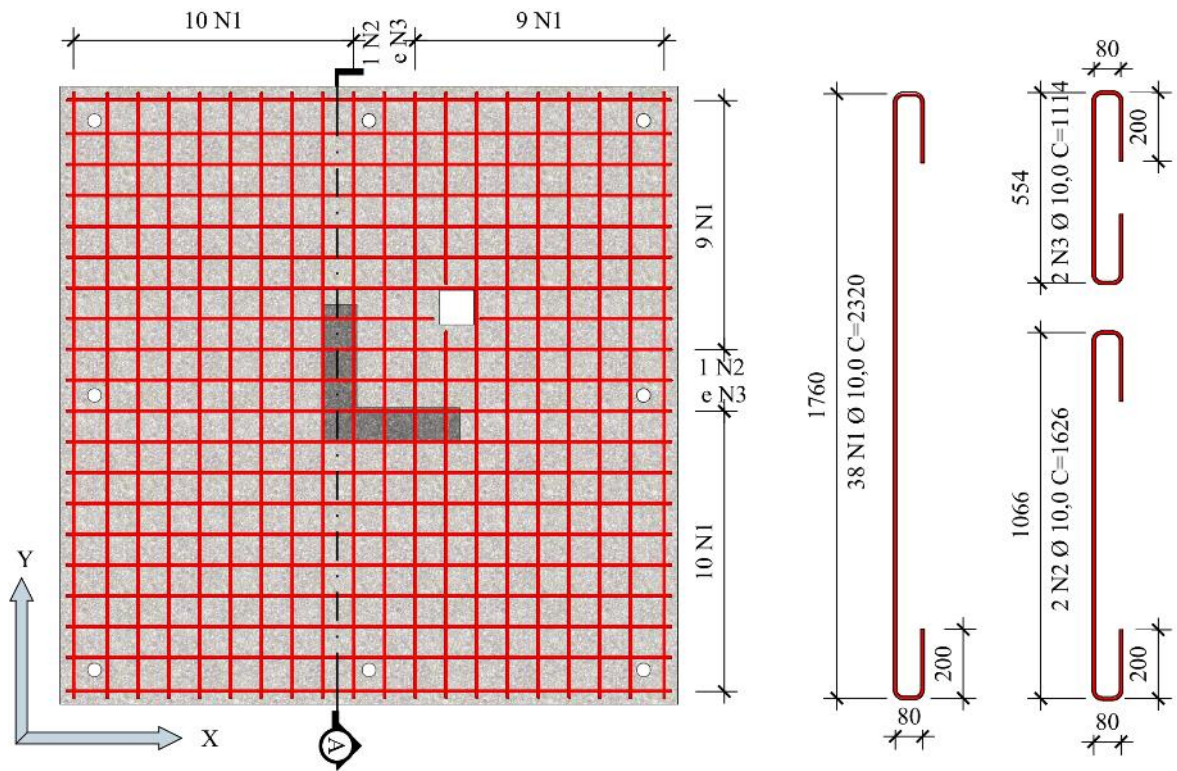 10 N1
1 N2
e N3
9 N1
9 N1
1 N2
e N3
10 N1
Y
X
A
1760
38 N1 Ø 10,0 C=2320
200
80
80
200
554
2 N3 Ø 10,0 C=1114
1066
2 N2 Ø 10,0 C=1626
200
80